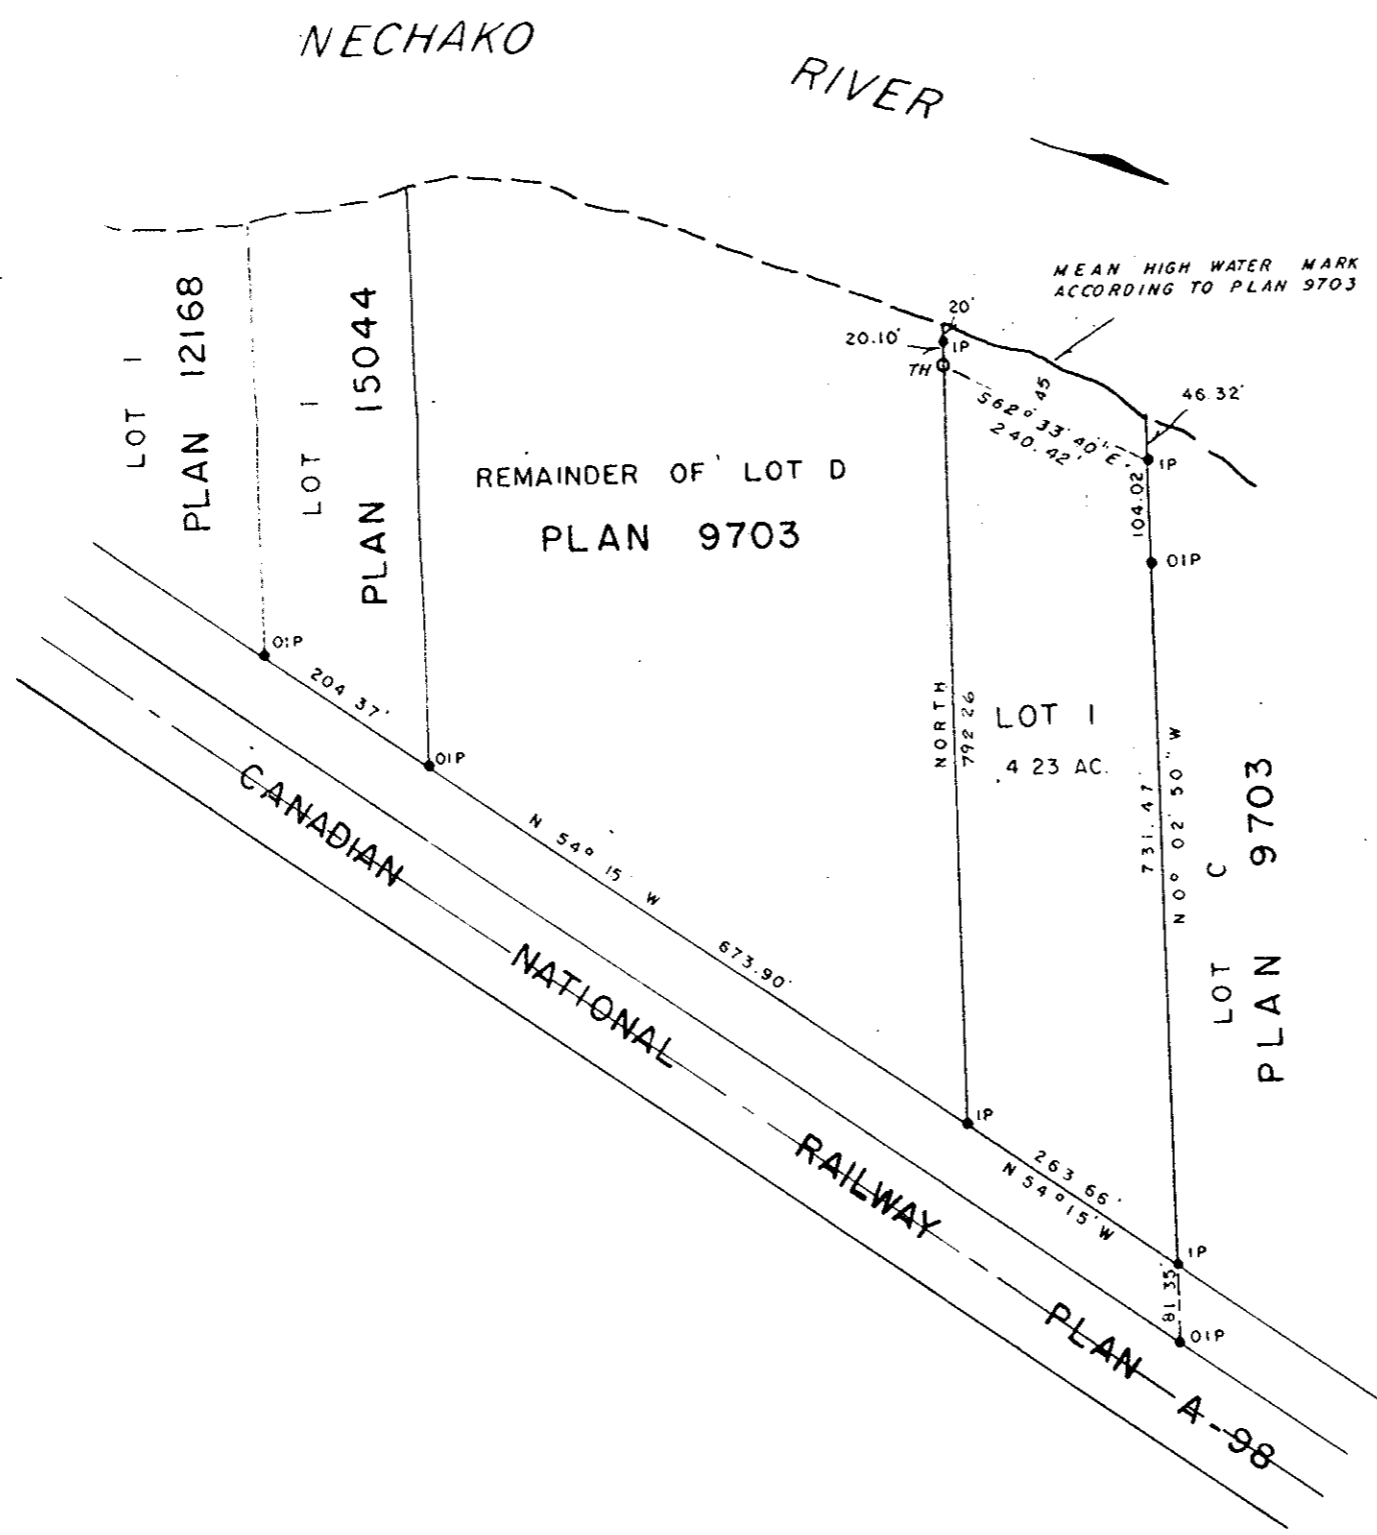 NECHAKO
RIVER
MEAN HIGH WATER MARK
ACCORDING TO PLAN 9703
20'
20.10'
IP
TH
45
S62° 33' 40" E
240.42'
46.32'
IP
104.02
OIP
LOT 1
PLAN 12168
LOT 1
PLAN 15044
REMAINDER OF LOT D
PLAN 9703
OIP
204 37'
OIP
N 54° 15' W
673.90'
NORTH
792 26
LOT 1
4 23 AC.
731.47
N 0° 02' 50" W
LOT C
PLAN 9703
IP
263 66'
N 54° 15' W
IP
81 35'
OIP
CANADIAN NATIONAL RAILWAY PLAN A-98